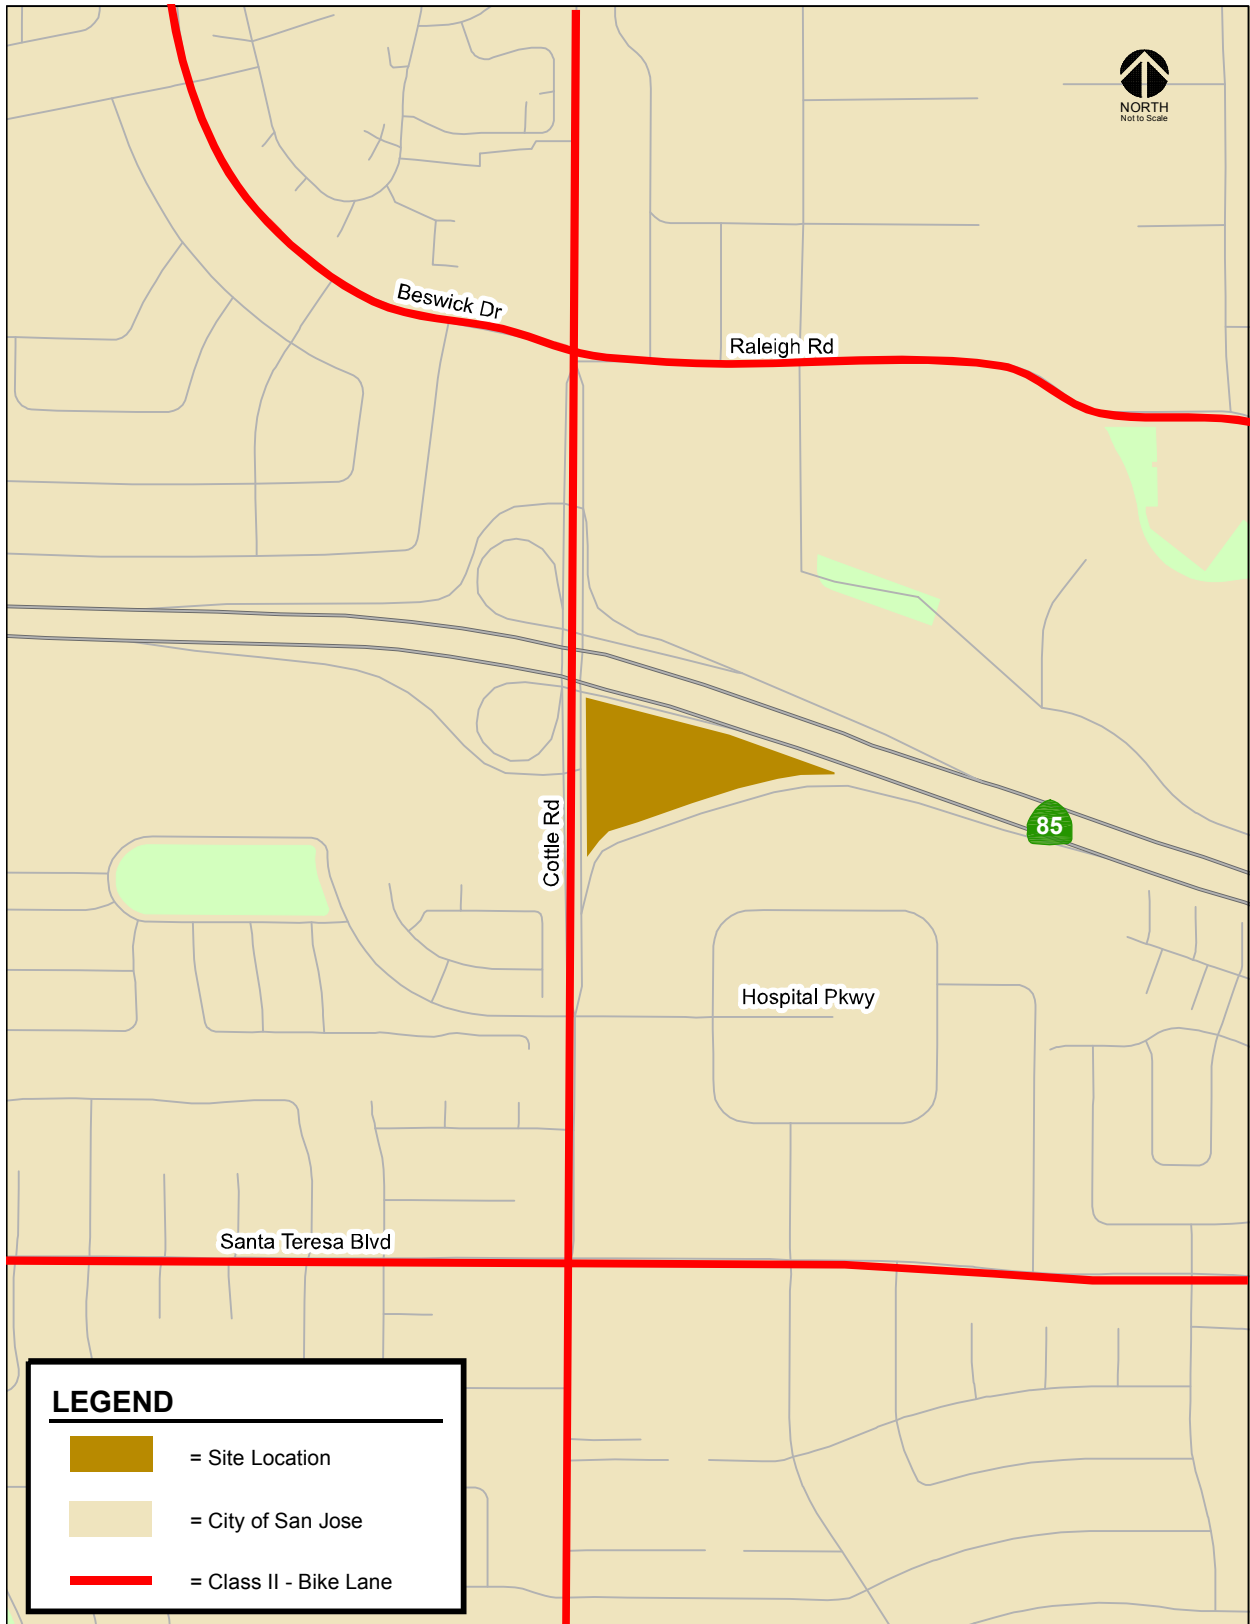 NORTH
Not to Scale
Beswick Dr
Raleigh Rd
85
Cottle Rd
Hospital Pkwy
Santa Teresa Blvd
LEGEND
= Site Location
= City of San Jose
= Class II - Bike Lane